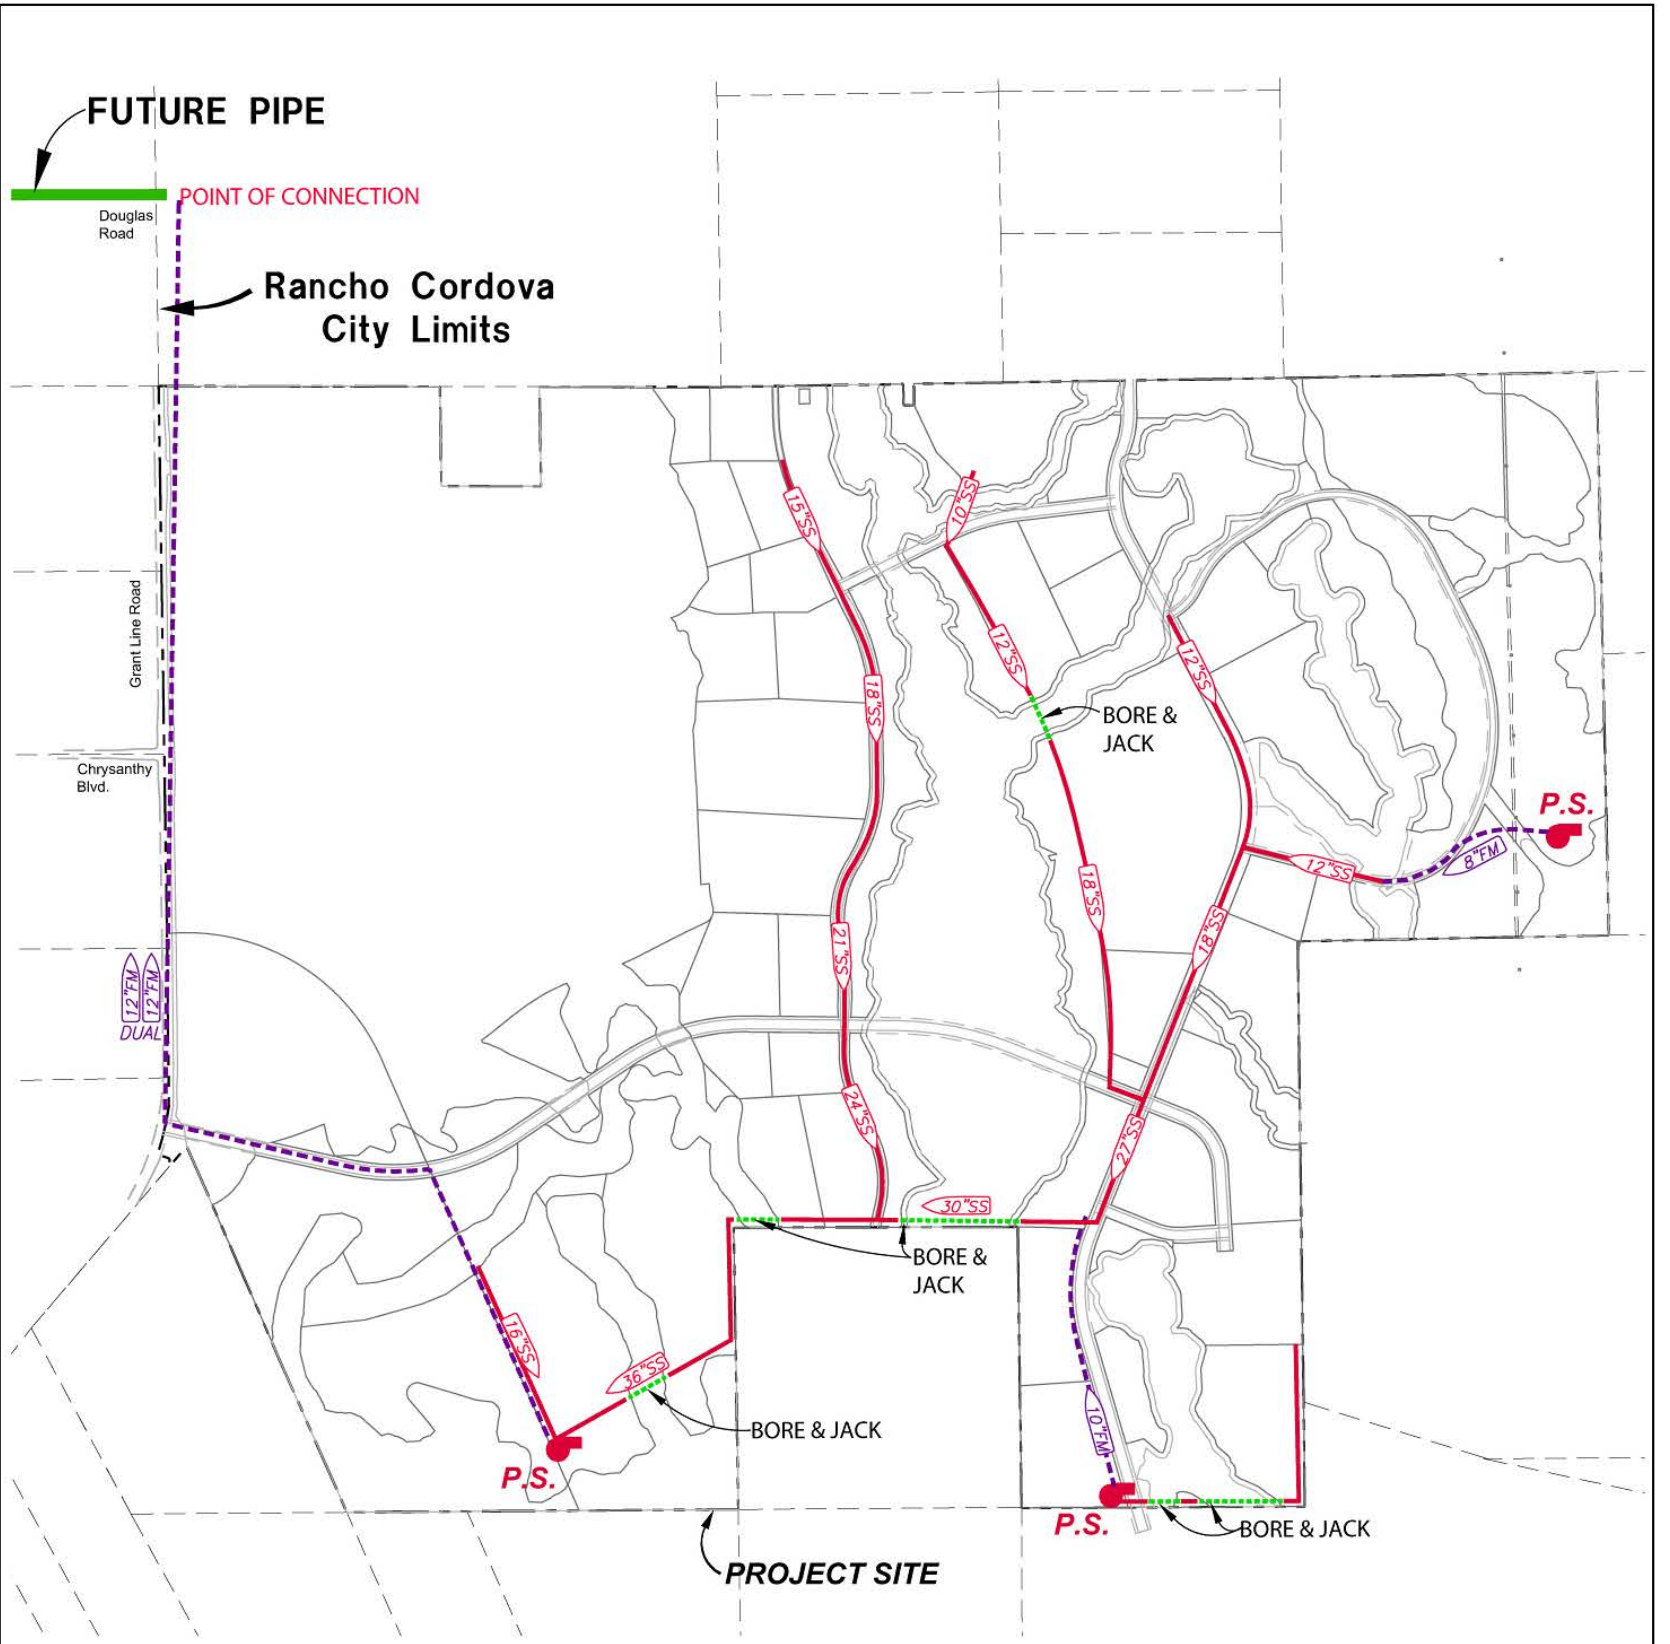 FUTURE PIPE
POINT OF CONNECTION
Douglas
Road
Rancho Cordova
City Limits
15"SS
10"SS
Grant Line Road
12"SS
12"SS
18"SS
BORE &
JACK
Chrysanthy
Blvd.
P.S.
8"FM
12"SS
18"SS
18"SS
21"SS
12"FM
12"FM
DUAL
24"SS
27"SS
30"SS
BORE &
JACK
16"SS
36"SS
BORE & JACK
10"FM
P.S.
P.S.
BORE & JACK
PROJECT SITE